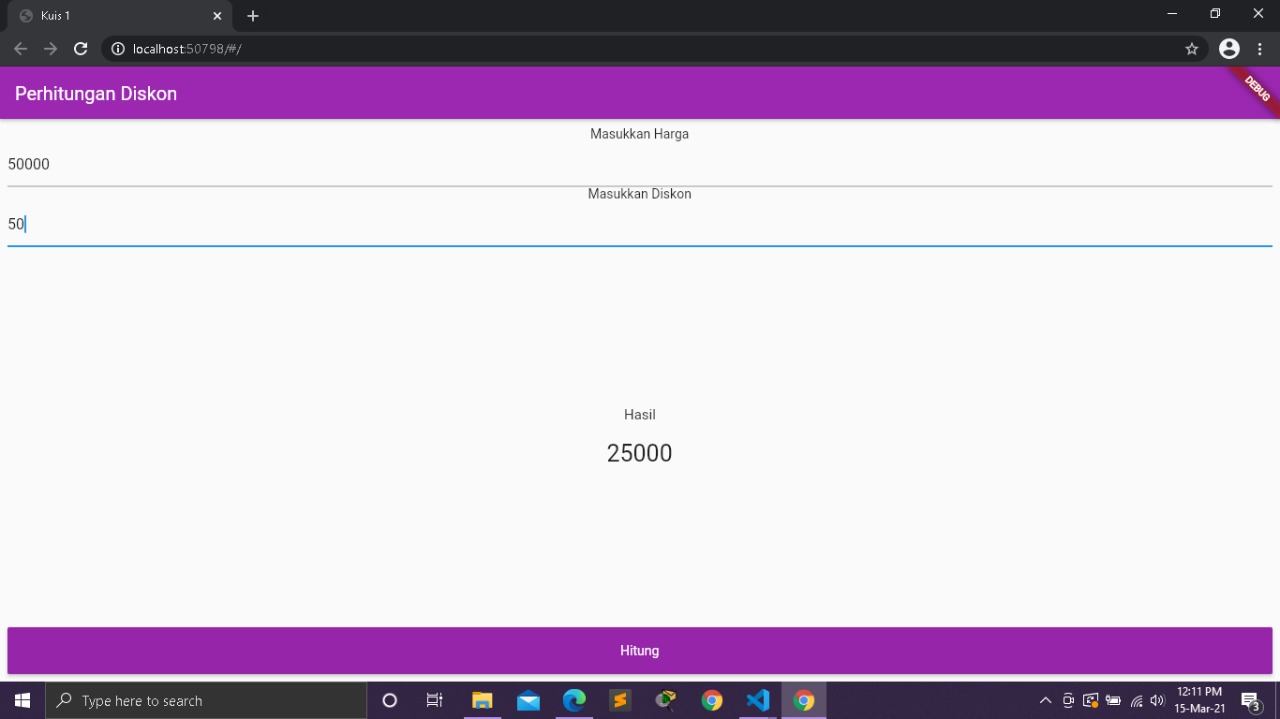 Kuis 1
localhost:50798/#/
Perhitungan Diskon
DEBUG
Masukkan Harga
50000
Masukkan Diskon
50
Hasil
25000
Hitung
Type here to search
12:11 PM
15-Mar-21
3